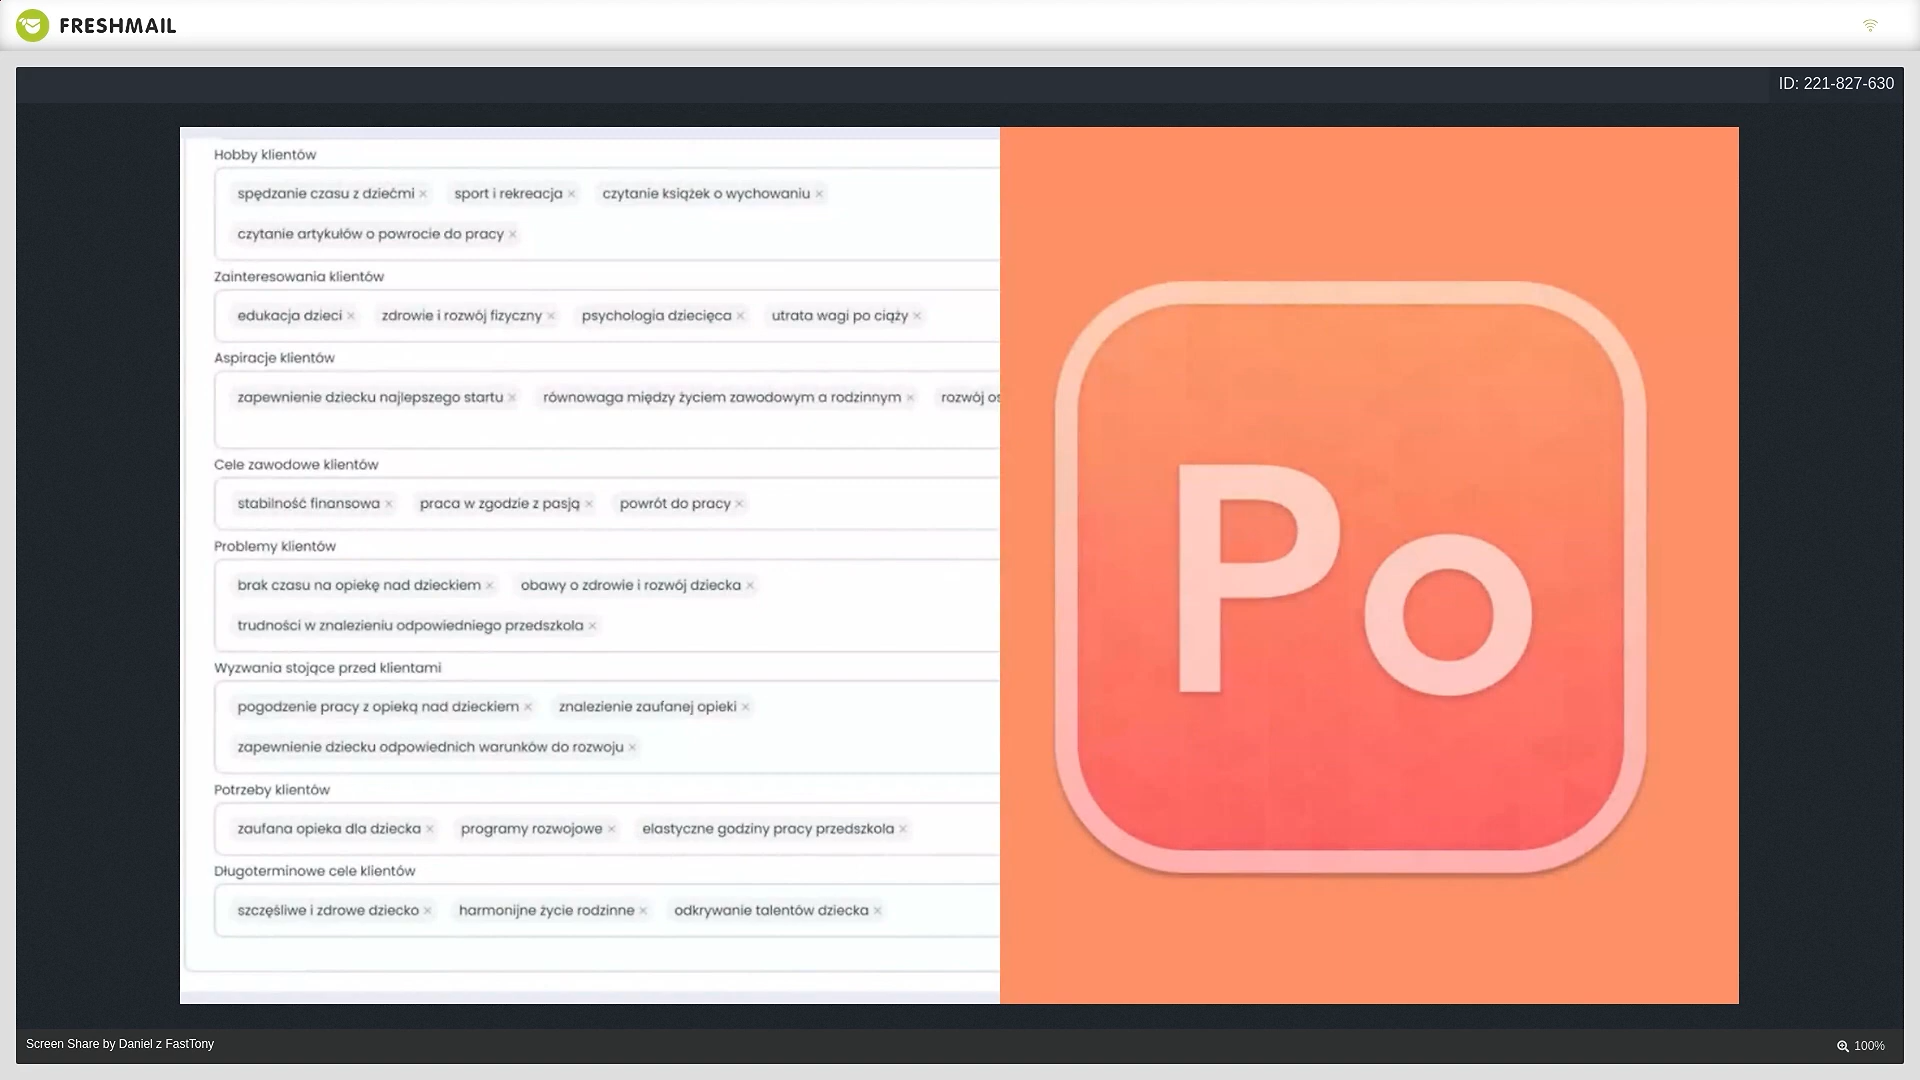 FRESHMAIL
ID: 221-827-630
Hobby klientów
spędzanie czasu z dziećmi × sport i rekreacja × czytanie książek o wychowaniu ×
czytanie artykułów o powrocie do pracy ×
Zainteresowania klientów
edukacja dzieci × zdrowie i rozwój fizyczny × psychologia dziecięca × utrata wagi po ciąży ×
Aspiracje klientów
zapewnienie dziecku najlepszego startu × równowaga między życiem zawodowym a rodzinnym × rozwój os
Cele zawodowe klientów
stabilność finansowa × praca w zgodzie z pasją × powrót do pracy ×
Problemy klientów
brak czasu na opiekę nad dzieckiem × obawy o zdrowie i rozwój dziecka ×
trudności w znalezieniu odpowiedniego przedszkola ×
Wyzwania stojące przed klientami
pogodzenie pracy z opieką nad dzieckiem × znalezienie zaufanej opieki ×
zapewnienie dziecku odpowiednich warunków do rozwoju ×
Potrzeby klientów
zaufana opieka dla dziecka × programy rozwojowe × elastyczne godziny pracy przedszkola ×
Długoterminowe cele klientów
szczęśliwe i zdrowe dziecko × harmonijne życie rodzinne × odkrywanie talentów dziecka ×
Po
Screen Share by Daniel z FastTony
100%